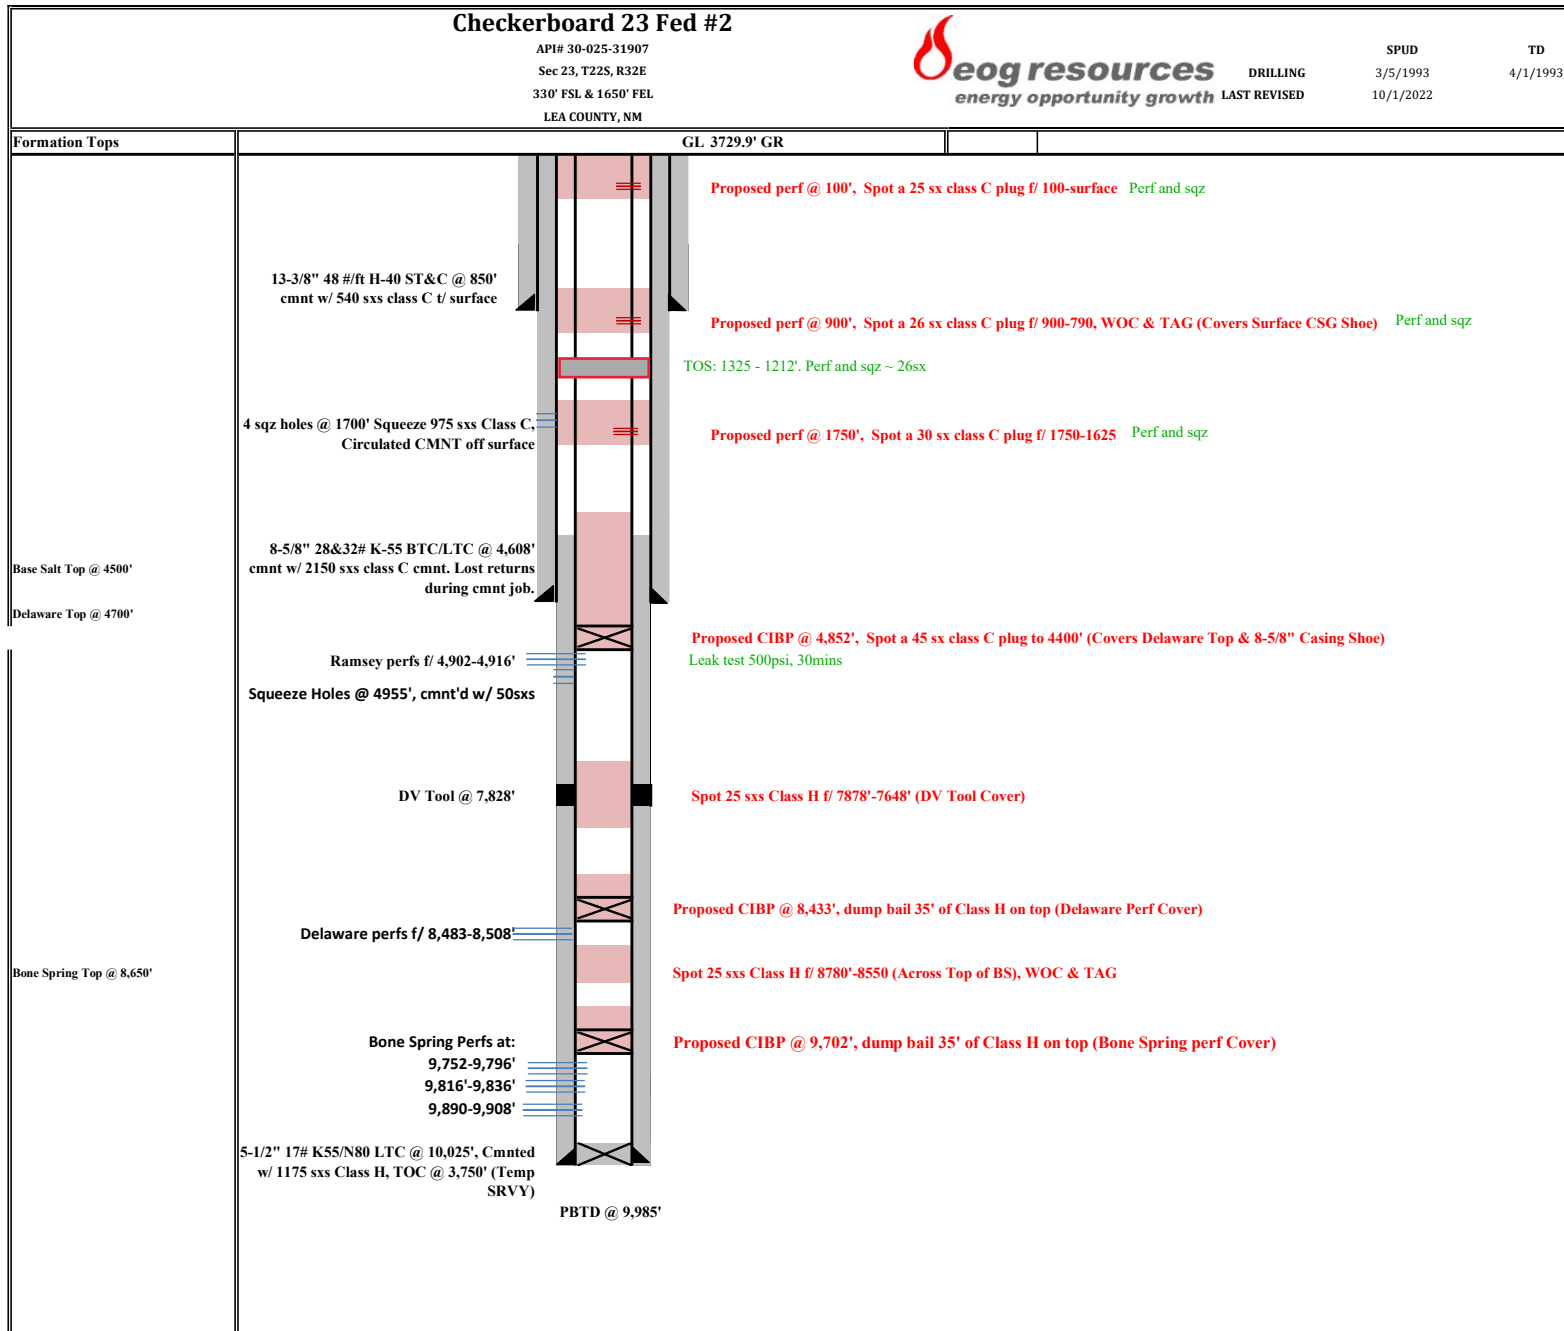 Checkerboard 23 Fed #2
API# 30-025-31907
Sec 23, T22S, R32E
330' FSL & 1650' FEL
LEA COUNTY, NM
eog resources
energy opportunity growth
SPUD TD
DRILLING 3/5/1993 4/1/1993
LAST REVISED 10/1/2022
Formation Tops
GL 3729.9' GR
Proposed perf @ 100', Spot a 25 sx class C plug f/ 100-surface Perf and sqz
13-3/8" 48 #/ft H-40 ST&C @ 850'
cmnt w/ 540 sxs class C t/ surface
Proposed perf @ 900', Spot a 26 sx class C plug f/ 900-790, WOC & TAG (Covers Surface CSG Shoe) Perf and sqz
TOS: 1325 - 1212'. Perf and sqz ~ 26sx
4 sqz holes @ 1700' Squeeze 975 sxs Class C,
Circulated CMNT off surface
Proposed perf @ 1750', Spot a 30 sx class C plug f/ 1750-1625 Perf and sqz
8-5/8" 28&32# K-55 BTC/LTC @ 4,608'
cmnt w/ 2150 sxs class C cmnt. Lost returns
during cmnt job.
Base Salt Top @ 4500'
Delaware Top @ 4700'
Proposed CIBP @ 4,852', Spot a 45 sx class C plug to 4400' (Covers Delaware Top & 8-5/8" Casing Shoe)
Leak test 500psi, 30mins
Ramsey perfs f/ 4,902-4,916'
Squeeze Holes @ 4955', cmnt'd w/ 50sxs
DV Tool @ 7,828'
Spot 25 sxs Class H f/ 7878'-7648' (DV Tool Cover)
Proposed CIBP @ 8,433', dump bail 35' of Class H on top (Delaware Perf Cover)
Delaware perfs f/ 8,483-8,508'
Bone Spring Top @ 8,650'
Spot 25 sxs Class H f/ 8780'-8550 (Across Top of BS), WOC & TAG
Proposed CIBP @ 9,702', dump bail 35' of Class H on top (Bone Spring perf Cover)
Bone Spring Perfs at:
9,752-9,796'
9,816'-9,836'
9,890-9,908'
5-1/2" 17# K55/N80 LTC @ 10,025', Cmnted
w/ 1175 sxs Class H, TOC @ 3,750' (Temp
SRVY)
PBTD @ 9,985'